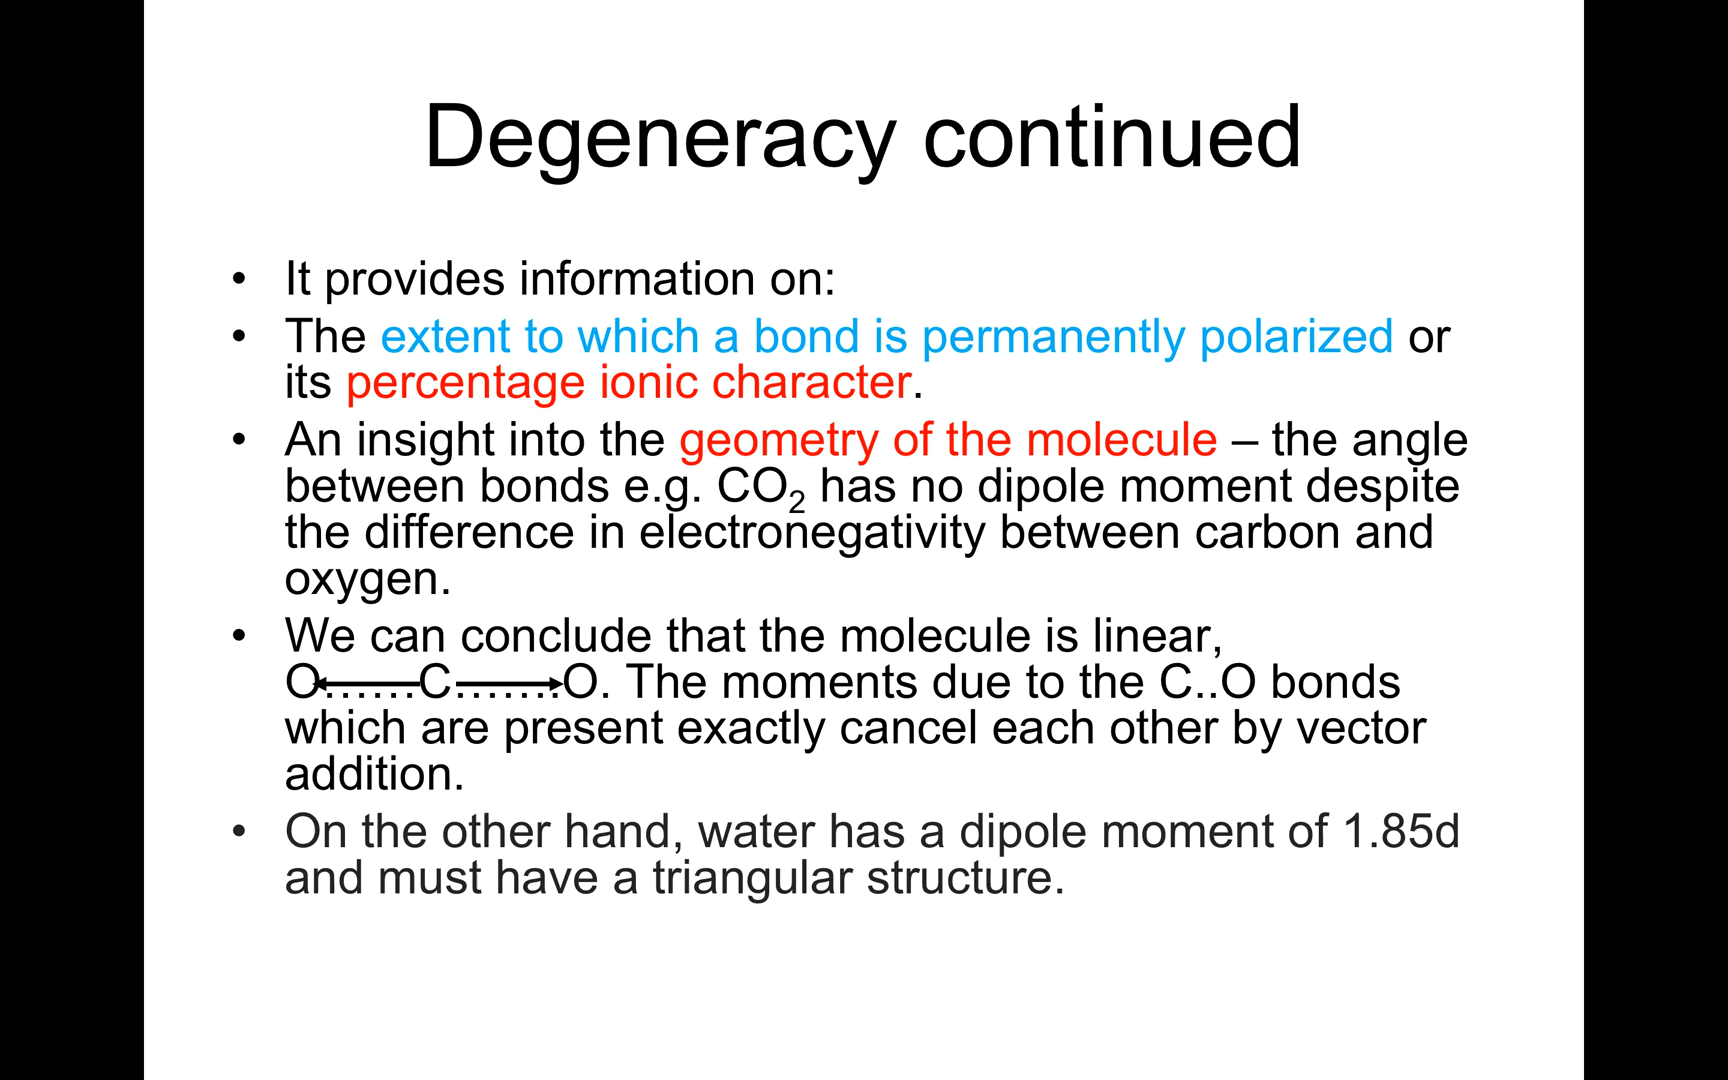 Degeneracy continued
• It provides information on:
• The extent to which a bond is permanently polarized or
its percentage ionic character.
• An insight into the geometry of the molecule – the angle
between bonds e.g. CO₂ has no dipole moment despite
the difference in electronegativity between carbon and
oxygen.
• We can conclude that the molecule is linear,
O…….C…….O. The moments due to the C..O bonds
which are present exactly cancel each other by vector
addition.
• On the other hand, water has a dipole moment of 1.85d
and must have a triangular structure.